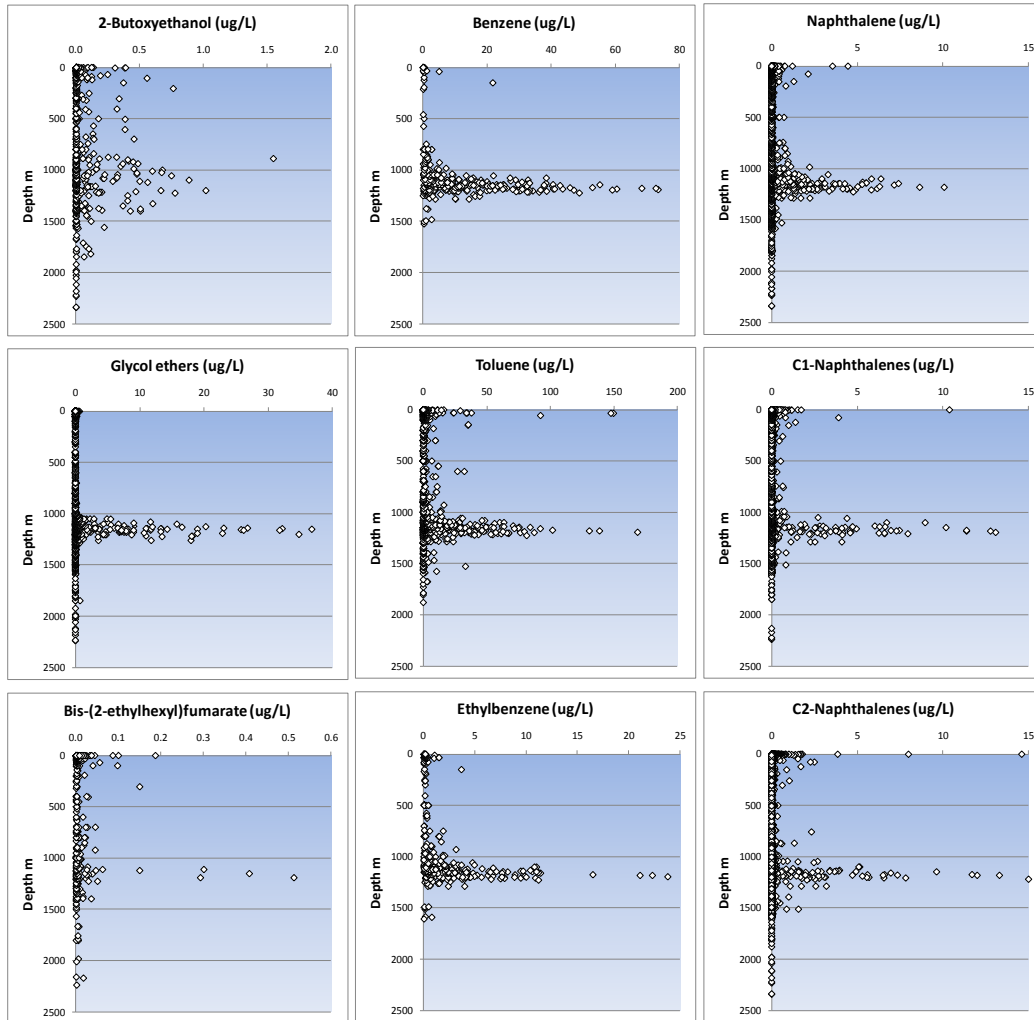 2-Butoxyethanol (ug/L)
0.0 0.5 1.0 1.5 2.0
0
500
1000
1500
2000
2500
Depth m
Benzene (ug/L)
0 20 40 60 80
0
500
1000
1500
2000
2500
Depth m
Naphthalene (ug/L)
0 5 10 15
0
500
1000
1500
2000
2500
Depth m
Glycol ethers (ug/L)
0 10 20 30 40
0
500
1000
1500
2000
2500
Depth m
Toluene (ug/L)
0 50 100 150 200
0
500
1000
1500
2000
2500
Depth m
C1-Naphthalenes (ug/L)
0 5 10 15
0
500
1000
1500
2000
2500
Depth m
Bis-(2-ethylhexyl)fumarate (ug/L)
0.0 0.1 0.2 0.3 0.4 0.5 0.6
0
500
1000
1500
2000
2500
Depth m
Ethylbenzene (ug/L)
0 5 10 15 20 25
0
500
1000
1500
2000
2500
Depth m
C2-Naphthalenes (ug/L)
0 5 10 15
0
500
1000
1500
2000
2500
Depth m